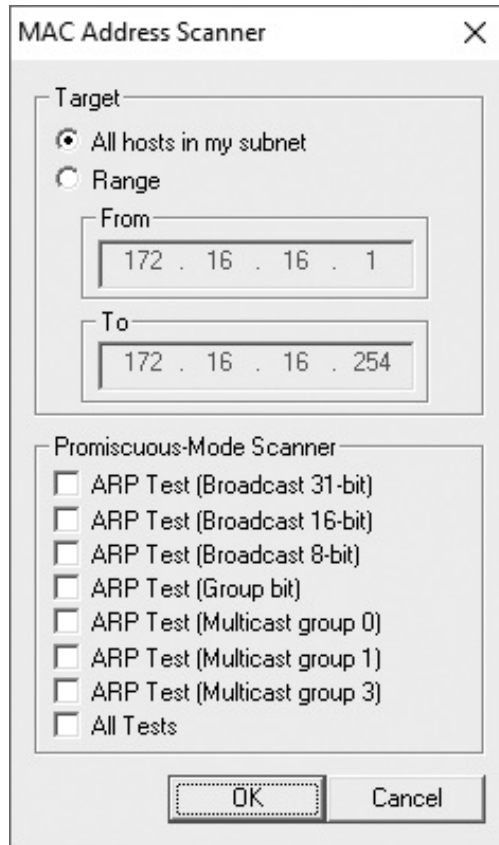 MAC Address Scanner
Target
All hosts in my subnet
Range
From
172 . 16 . 16 . 1
To
172 . 16 . 16 . 254
Promiscuous-Mode Scanner
ARP Test (Broadcast 31-bit)
ARP Test (Broadcast 16-bit)
ARP Test (Broadcast 8-bit)
ARP Test (Group bit)
ARP Test (Multicast group 0)
ARP Test (Multicast group 1)
ARP Test (Multicast group 3)
All Tests
OK Cancel